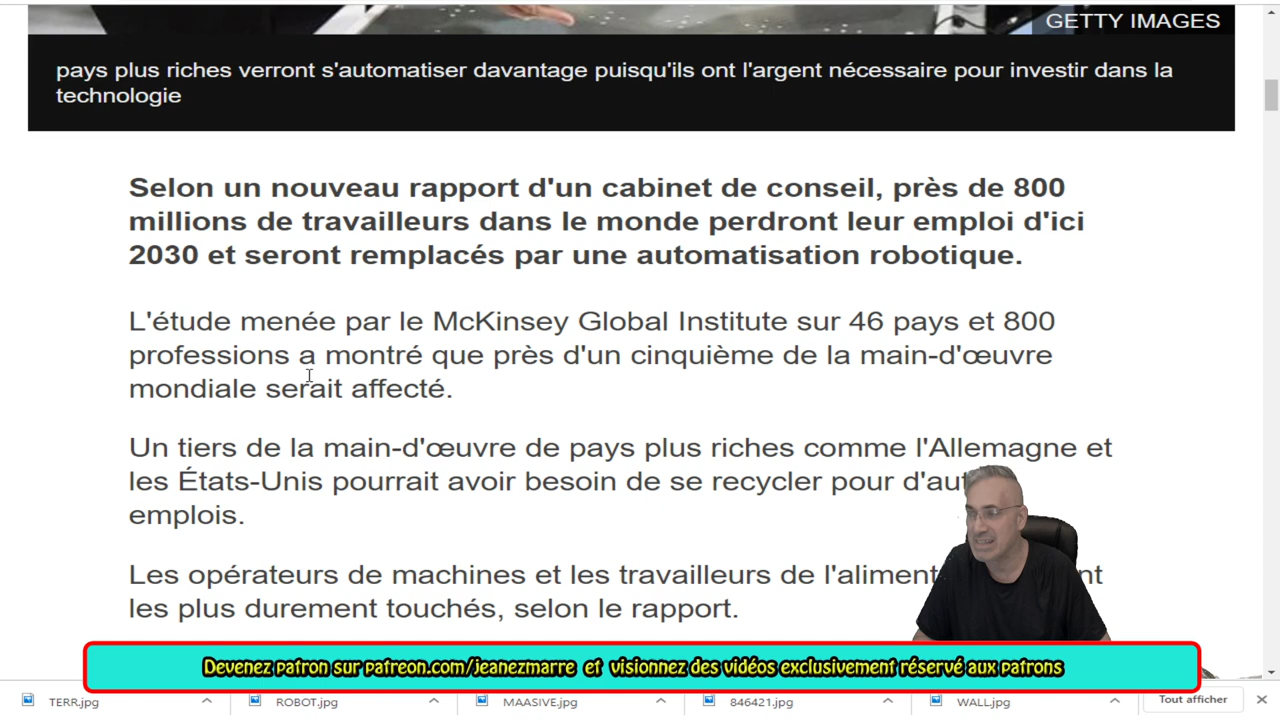 GETTY IMAGES
pays plus riches verront s'automatiser davantage puisqu'ils ont l'argent nécessaire pour investir dans la
technologie
Selon un nouveau rapport d'un cabinet de conseil, près de 800
millions de travailleurs dans le monde perdront leur emploi d'ici
2030 et seront remplacés par une automatisation robotique.
L'étude menée par le McKinsey Global Institute sur 46 pays et 800
professions a montré que près d'un cinquième de la main-d'œuvre
mondiale serait affecté.
Un tiers de la main-d'œuvre de pays plus riches comme l'Allemagne et
les États-Unis pourrait avoir besoin de se recycler pour
emplois.
Les opérateurs de machines et les travailleurs de
les plus durement touchés, selon le rapport.
Devenez patron sur patreon.com/jeanezmarre et visionnez des vidéos exclusivement réservé aux patrons
TERR.jpg
ROBOT.jpg
MAASIVE.jpg
846421.jpg
WALL.jpg
Tout afficher